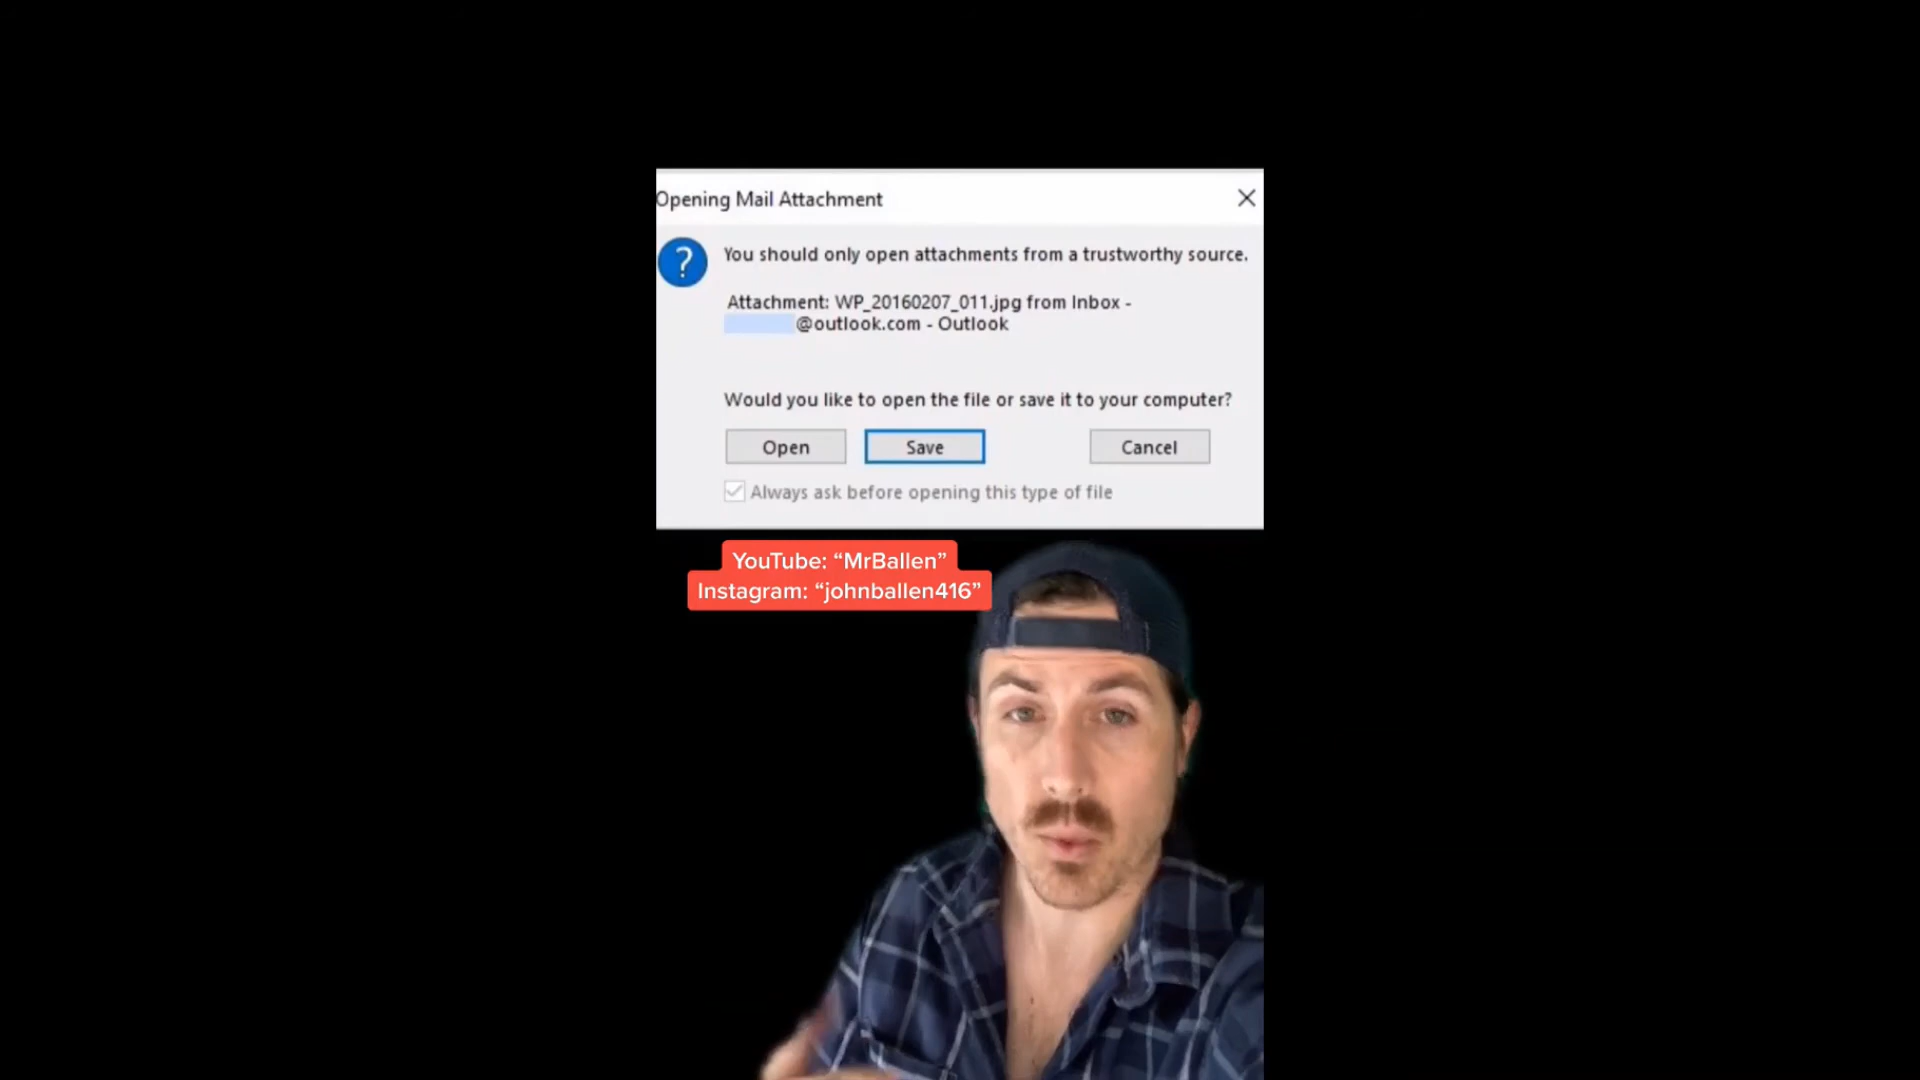 Opening Mail Attachment
You should only open attachments from a trustworthy source.
Attachment: WP_20160207_011.jpg from Inbox -
@outlook.com - Outlook
Would you like to open the file or save it to your computer?
Open Save Cancel
Always ask before opening this type of file
YouTube: “MrBallen”
Instagram: “johnballen416”